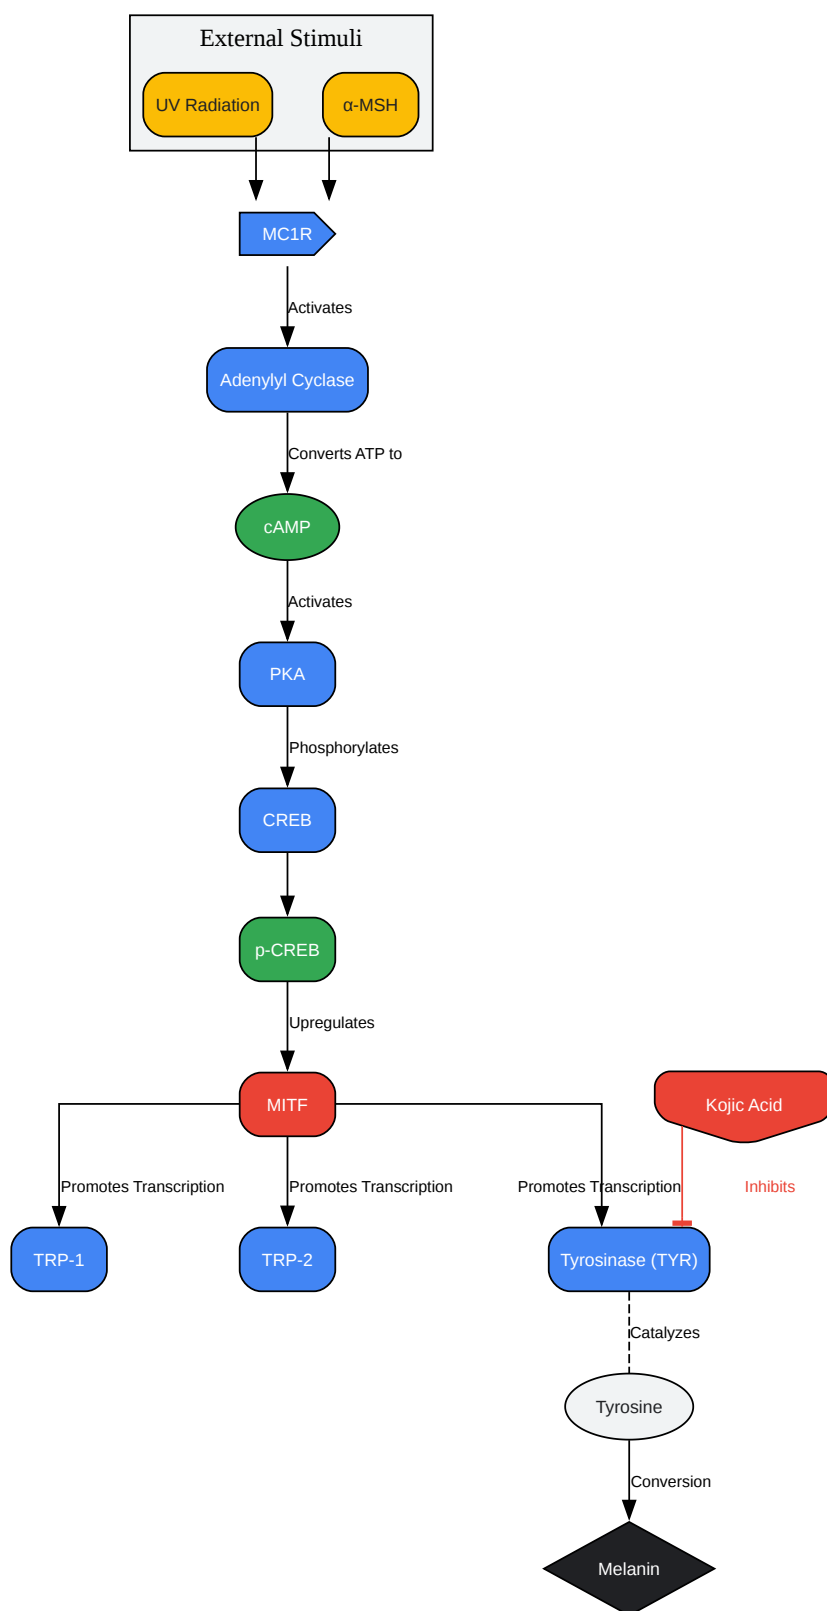 External Stimuli
UV Radiation
α-MSH
MC1R
Activates
Adenylyl Cyclase
Converts ATP to
cAMP
Activates
PKA
Phosphorylates
CREB
p-CREB
Upregulates
MITF
Kojic Acid
Promotes Transcription
Promotes Transcription
Promotes Transcription
Inhibits
TRP-1
TRP-2
Tyrosinase (TYR)
Catalyzes
Tyrosine
Conversion
Melanin